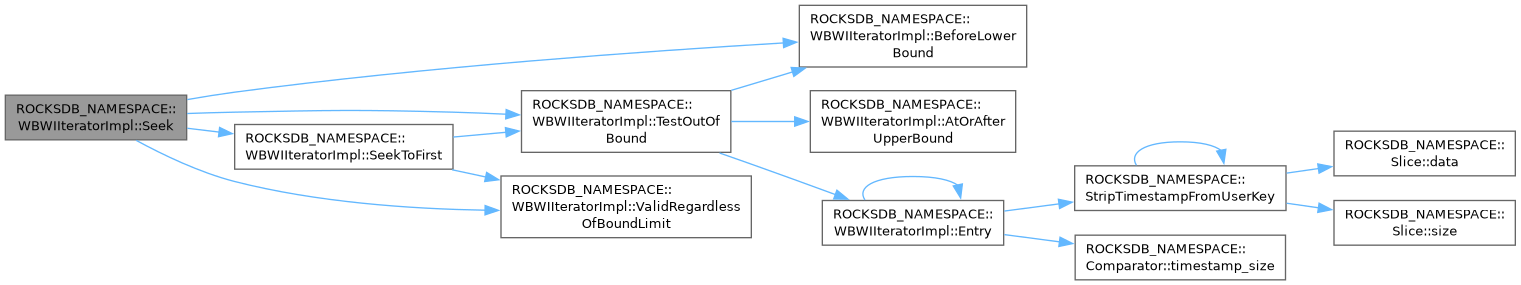 ROCKSDB_NAMESPACE::
WBWIIteratorImpl::Seek
ROCKSDB_NAMESPACE::
WBWIIteratorImpl::SeekToFirst
ROCKSDB_NAMESPACE::
WBWIIteratorImpl::BeforeLower
Bound
ROCKSDB_NAMESPACE::
WBWIIteratorImpl::TestOutOf
Bound
ROCKSDB_NAMESPACE::
WBWIIteratorImpl::ValidRegardless
OfBoundLimit
ROCKSDB_NAMESPACE::
WBWIIteratorImpl::AtOrAfter
UpperBound
ROCKSDB_NAMESPACE::
WBWIIteratorImpl::Entry
ROCKSDB_NAMESPACE::
StripTimestampFromUserKey
ROCKSDB_NAMESPACE::
Comparator::timestamp_size
ROCKSDB_NAMESPACE::
Slice::data
ROCKSDB_NAMESPACE::
Slice::size